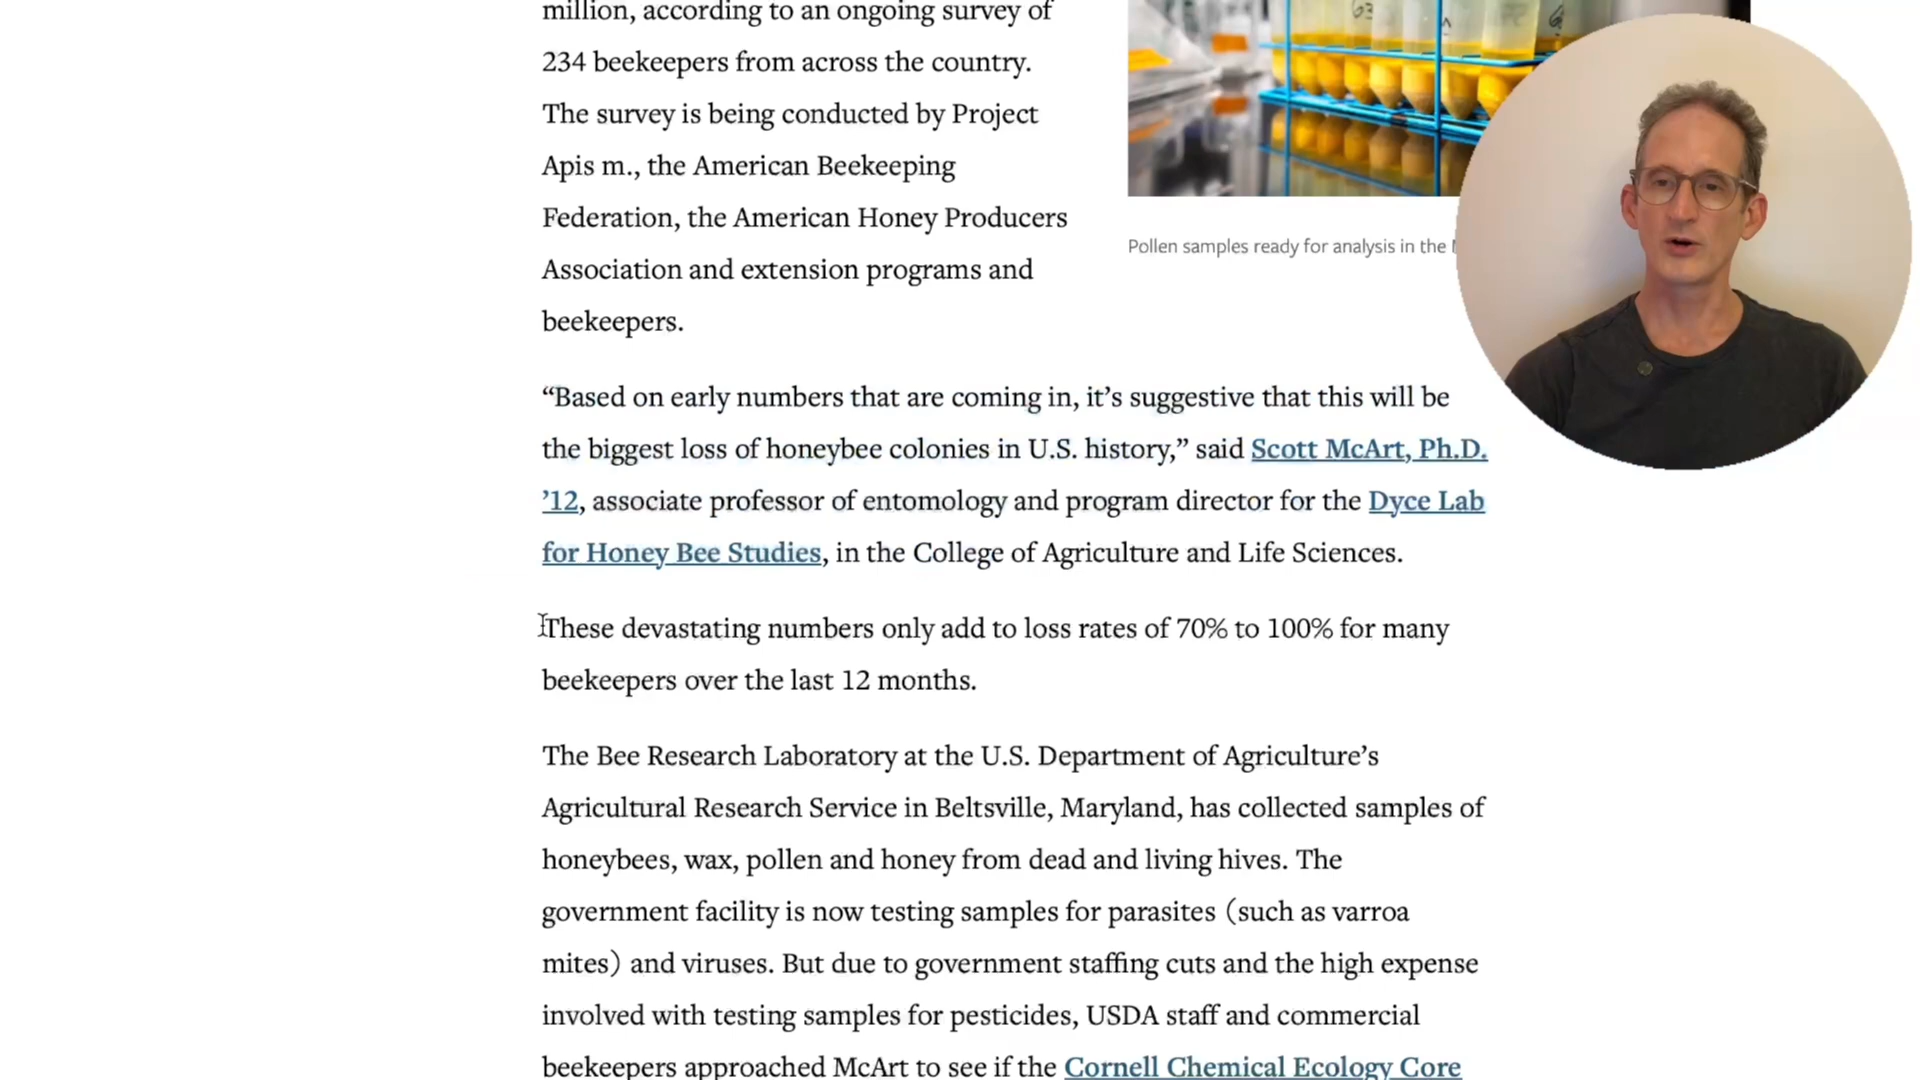 million, according to an ongoing survey of
234 beekeepers from across the country.
The survey is being conducted by Project
Apis m., the American Beekeeping
Federation, the American Honey Producers
Association and extension programs and
beekeepers.
63
Pollen samples ready for analysis in the
“Based on early numbers that are coming in, it’s suggestive that this will be
the biggest loss of honeybee colonies in U.S. history,” said Scott McArt, Ph.D.
’12, associate professor of entomology and program director for the Dyce Lab
for Honey Bee Studies, in the College of Agriculture and Life Sciences.
These devastating numbers only add to loss rates of 70% to 100% for many
beekeepers over the last 12 months.
The Bee Research Laboratory at the U.S. Department of Agriculture’s
Agricultural Research Service in Beltsville, Maryland, has collected samples of
honeybees, wax, pollen and honey from dead and living hives. The
government facility is now testing samples for parasites (such as varroa
mites) and viruses. But due to government staffing cuts and the high expense
involved with testing samples for pesticides, USDA staff and commercial
beekeepers approached McArt to see if the Cornell Chemical Ecology Core